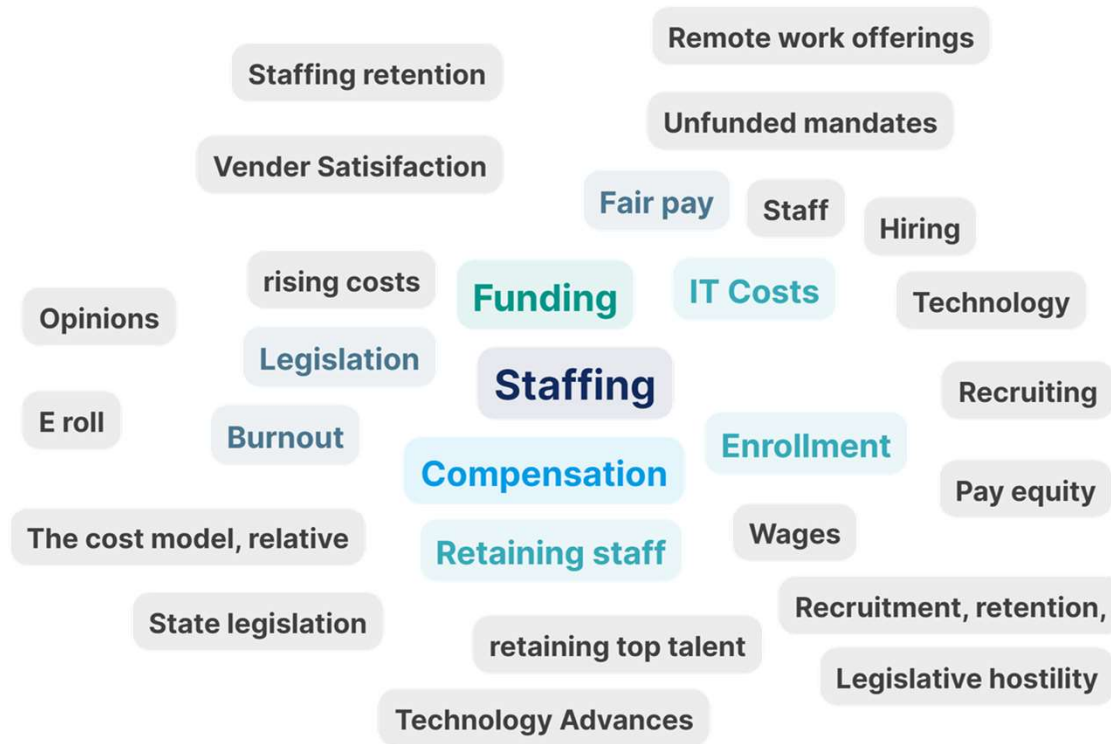 Remote work offerings
Staffing retention
Unfunded mandates
Vender Satisifaction
Fair pay
Staff
Hiring
rising costs
Funding
IT Costs
Technology
Opinions
Legislation
Staffing
Recruiting
E roll
Burnout
Compensation
Enrollment
Pay equity
The cost model, relative
Retaining staff
Wages
State legislation
Recruitment, retention,
retaining top talent
Legislative hostility
Technology Advances